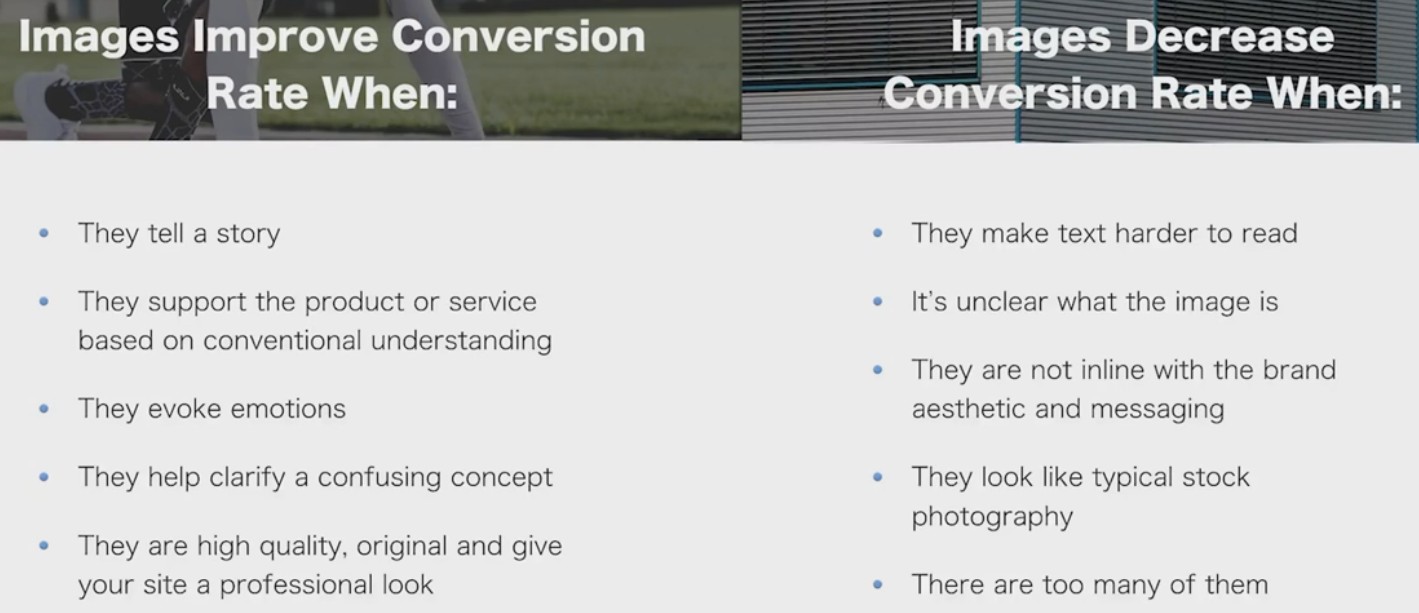 Images Improve Conversion
Rate When:
They tell a story
They support the product or service
based on conventional understanding
They evoke emotions
They help clarify a confusing concept
They are high quality, original and give
your site a professional look
Images Decrease
Conversion Rate When:
They make text harder to read
It's unclear what the image is
They are not inline with the brand
aesthetic and messaging
They look like typical stock
photography
There are too many of them